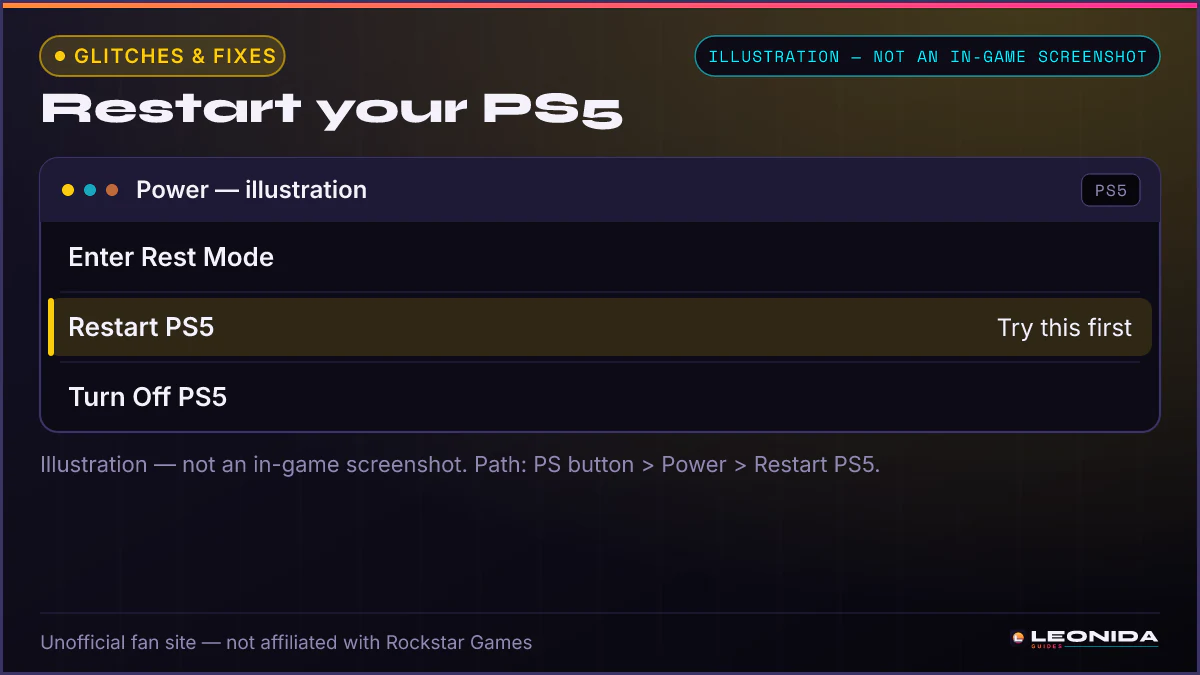 GLITCHES & FIXES
ILLUSTRATION — NOT AN IN-GAME SCREENSHOT
Restart your PS5
Power — illustration
PS5
Enter Rest Mode
Restart PS5
Try this first
Turn Off PS5
Illustration — not an in-game screenshot. Path: PS button > Power > Restart PS5.
Unofficial fan site — not affiliated with Rockstar Games
LEONIDA
GUIDES